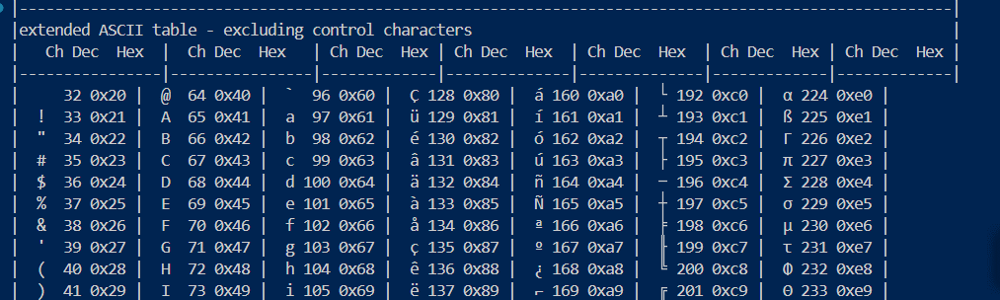 |--------------------------------------------------------------------------------------------------------------------|
|extended ASCII table - excluding control characters |
| Ch Dec Hex | Ch Dec Hex | Ch Dec Hex | Ch Dec Hex | Ch Dec Hex | Ch Dec Hex | Ch Dec Hex |
|-----------------|------------------|--------------|---------------|---------------|--------------|--------------|
| 32 0x20 | @ 64 0x40 | ` 96 0x60 | Ç 128 0x80 | á 160 0xa0 | └ 192 0xc0 | α 224 0xe0 |
| ! 33 0x21 | A 65 0x41 | a 97 0x61 | ü 129 0x81 | í 161 0xa1 | ┴ 193 0xc1 | ß 225 0xe1 |
| " 34 0x22 | B 66 0x42 | b 98 0x62 | é 130 0x82 | ó 162 0xa2 | ┬ 194 0xc2 | Γ 226 0xe2 |
| # 35 0x23 | C 67 0x43 | c 99 0x63 | â 131 0x83 | ú 163 0xa3 | ├ 195 0xc3 | π 227 0xe3 |
| $ 36 0x24 | D 68 0x44 | d 100 0x64 | ä 132 0x84 | ñ 164 0xa4 | ─ 196 0xc4 | Σ 228 0xe4 |
| % 37 0x25 | E 69 0x45 | e 101 0x65 | à 133 0x85 | Ñ 165 0xa5 | ┼ 197 0xc5 | σ 229 0xe5 |
| & 38 0x26 | F 70 0x46 | f 102 0x66 | å 134 0x86 | ª 166 0xa6 | ╞ 198 0xc6 | µ 230 0xe6 |
| ' 39 0x27 | G 71 0x47 | g 103 0x67 | ç 135 0x87 | º 167 0xa7 | ╟ 199 0xc7 | τ 231 0xe7 |
| ( 40 0x28 | H 72 0x48 | h 104 0x68 | ê 136 0x88 | ¿ 168 0xa8 | ╚ 200 0xc8 | Φ 232 0xe8 |
| ) 41 0x29 | I 73 0x49 | i 105 0x69 | ë 137 0x89 | ⌐ 169 0xa9 | ╔ 201 0xc9 | Θ 233 0xe9 |